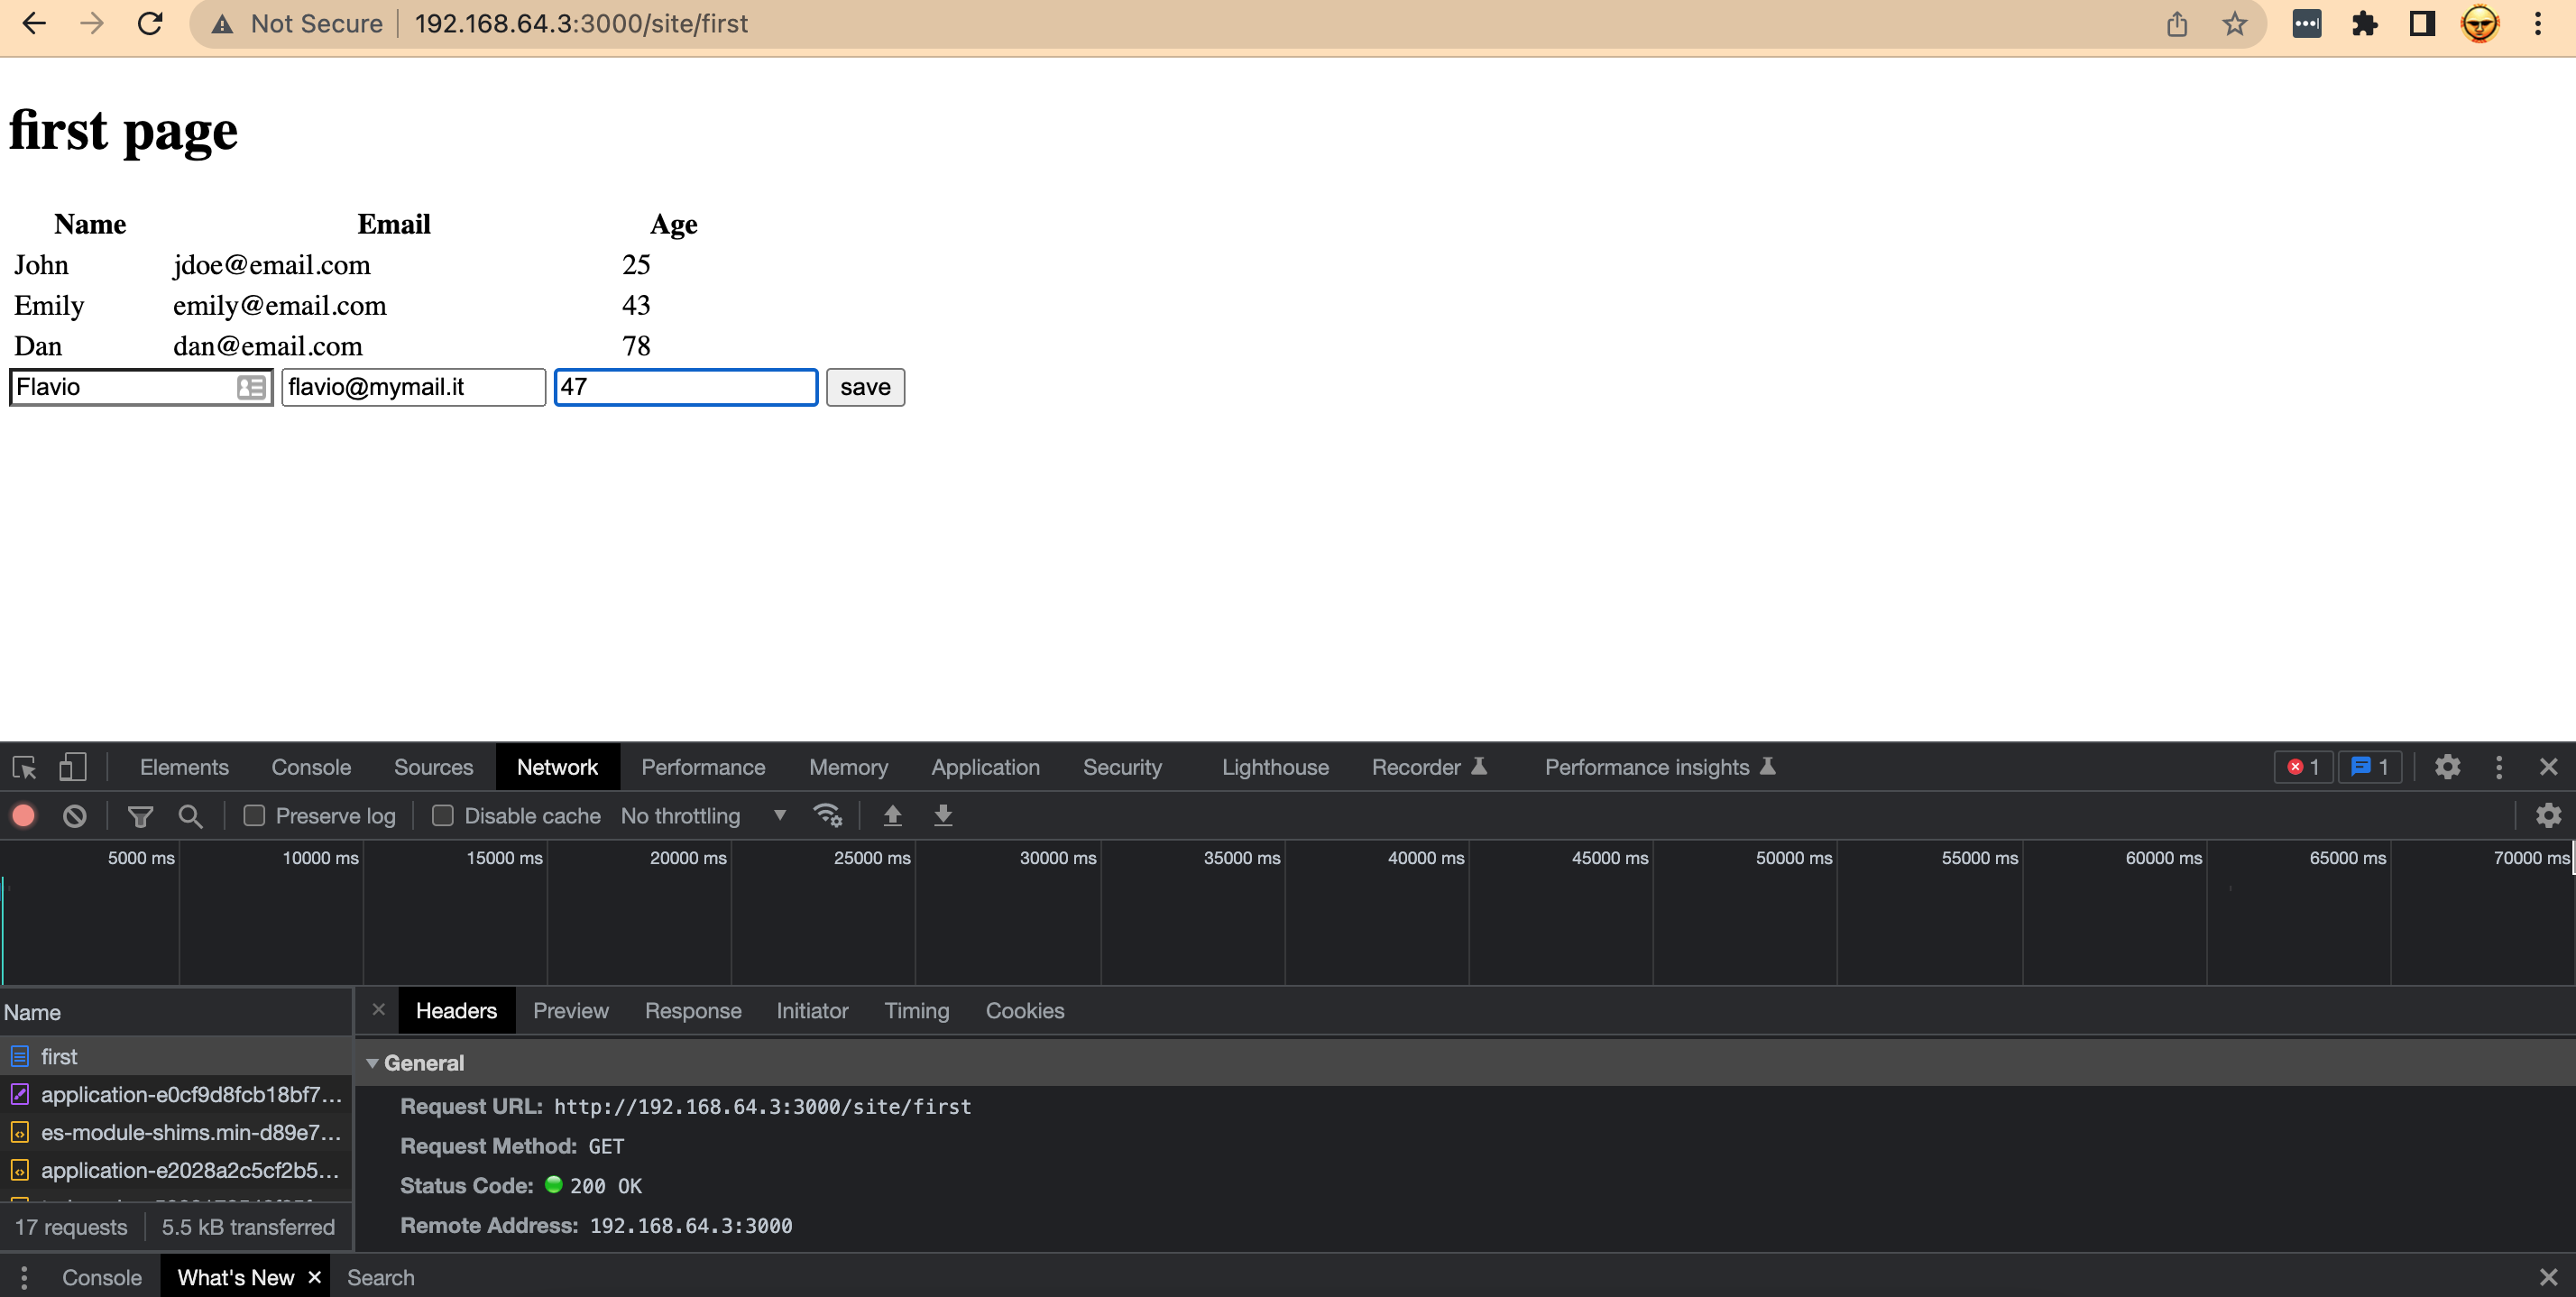 Not Secure 192.168.64.3:3000/site/first
first page
Name Email Age
John jdoe@email.com 25
Emily emily@email.com 43
Dan dan@email.com 78
Flavio flavio@mymail.it 47 save
Elements Console Sources Network Performance Memory Application Security Lighthouse Recorder Performance insights 1 1
Preserve log Disable cache No throttling
5000 ms 10000 ms 15000 ms 20000 ms 25000 ms 30000 ms 35000 ms 40000 ms 45000 ms 50000 ms 55000 ms 60000 ms 65000 ms 70000 ms
Name
first
application-e0cf9d8fcb18bf7…
es-module-shims.min-d89e7…
application-e2028a2c5cf2b5…
17 requests 5.5 kB transferred
Headers Preview Response Initiator Timing Cookies
General
Request URL: http://192.168.64.3:3000/site/first
Request Method: GET
Status Code: 200 OK
Remote Address: 192.168.64.3:3000
Console What's New Search